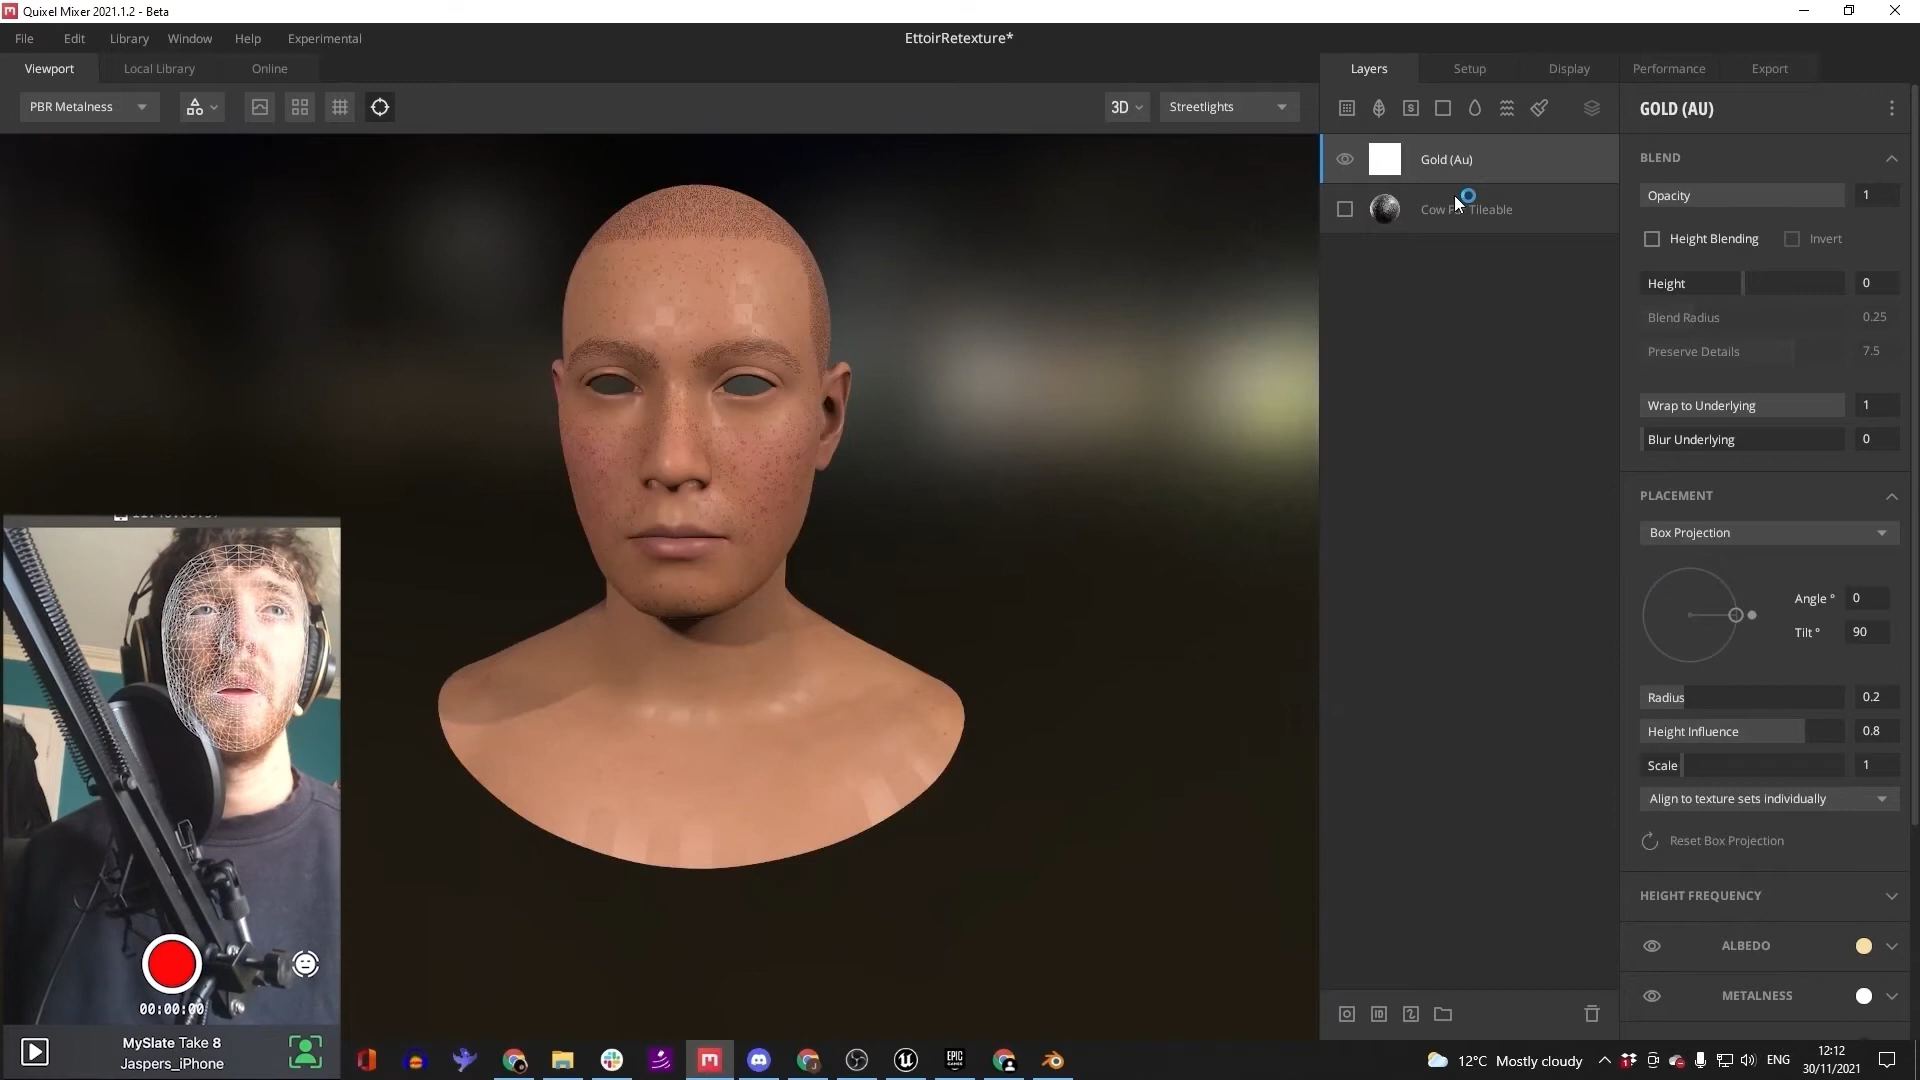 Quixel Mixer 2021.1.2 - Beta
File Edit Library Window Help Experimental
EttoirRetexture*
Viewport Local Library Online
Layers Setup Display Performance Export
PBR Metalness
3D
Streetlights
GOLD (AU)
Gold (Au)
Cow Tileable
BLEND
Opacity 1
Height Blending Invert
Height 0
Blend Radius 0.25
Preserve Details 7.5
Wrap to Underlying 1
Blur Underlying 0
PLACEMENT
Box Projection
Angle ° 0
Tilt ° 90
Radius 0.2
Height Influence 0.8
Scale 1
Align to texture sets individually
Reset Box Projection
HEIGHT FREQUENCY
ALBEDO
METALNESS
00:00:00
MySlate Take 8
Jaspers_iPhone
EPIC GAMES
12°C Mostly cloudy
ENG
12:12
30/11/2021